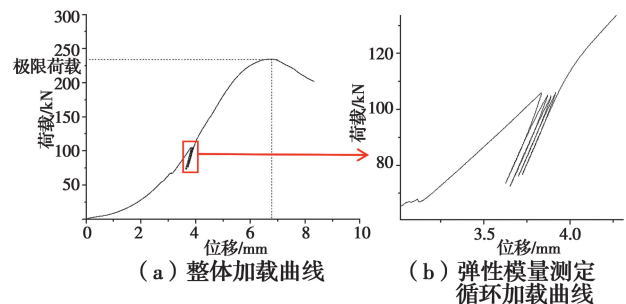 300
250
200
150
100
50
极限荷载
荷载/kN
0 2 4 6 8 10
位移/mm
(a)整体加载曲线
120
100
80
荷载/kN
3.5 4.0
位移/mm
(b)弹性模量测定
循环加载曲线